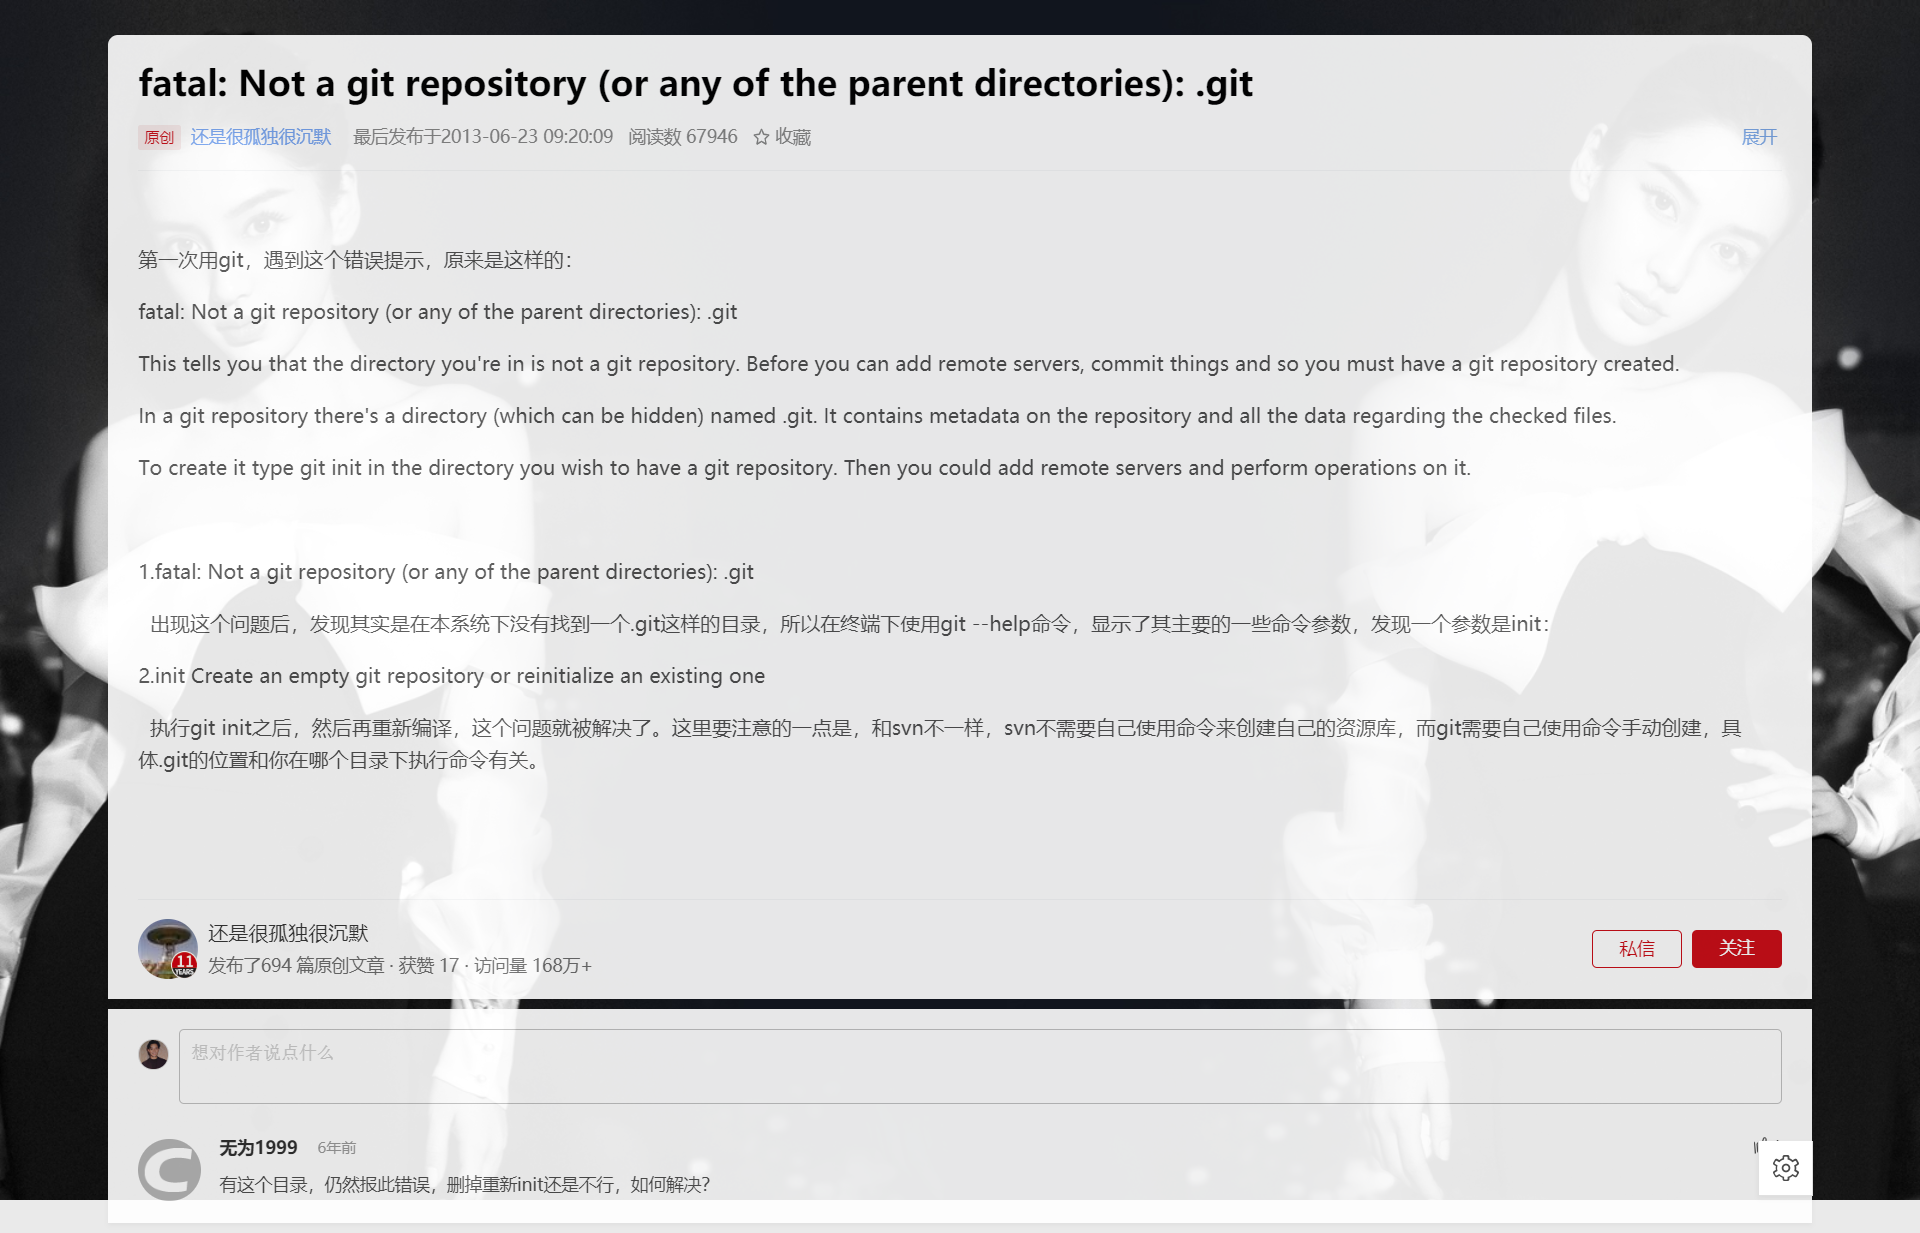 fatal: Not a git repository (or any of the parent directories): .git
原创 还是很孤独很沉默 最后发布于2013-06-23 09:20:09 阅读数 67946 收藏 展开
第一次用git，遇到这个错误提示，原来是这样的：
fatal: Not a git repository (or any of the parent directories): .git
This tells you that the directory you're in is not a git repository. Before you can add remote servers, commit things and so you must have a git repository created.
In a git repository there's a directory (which can be hidden) named .git. It contains metadata on the repository and all the data regarding the checked files.
To create it type git init in the directory you wish to have a git repository. Then you could add remote servers and perform operations on it.
1.fatal: Not a git repository (or any of the parent directories): .git
出现这个问题后，发现其实是在本系统下没有找到一个.git这样的目录，所以在终端下使用git --help命令，显示了其主要的一些命令参数，发现一个参数是init：
2.init Create an empty git repository or reinitialize an existing one
执行git init之后，然后再重新编译，这个问题就被解决了。这里要注意的一点是，和svn不一样，svn不需要自己使用命令来创建自己的资源库，而git需要自己使用命令手动创建，具
体.git的位置和你在哪个目录下执行命令有关。
11
YEARS
还是很孤独很沉默
发布了694 篇原创文章 · 获赞 17 · 访问量 168万+
私信 关注
想对作者说点什么
无为1999 6年前
有这个目录，仍然报此错误，删掉重新init还是不行，如何解决？